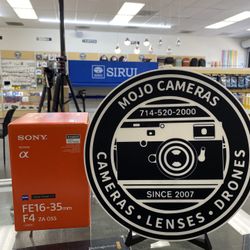 SIRUI
SONY
α
FE16-35mm
F4 ZA OSS
MOJO CAMERAS
714-520-2000
SINCE 2007
CAMERAS • LENSES • DRONES